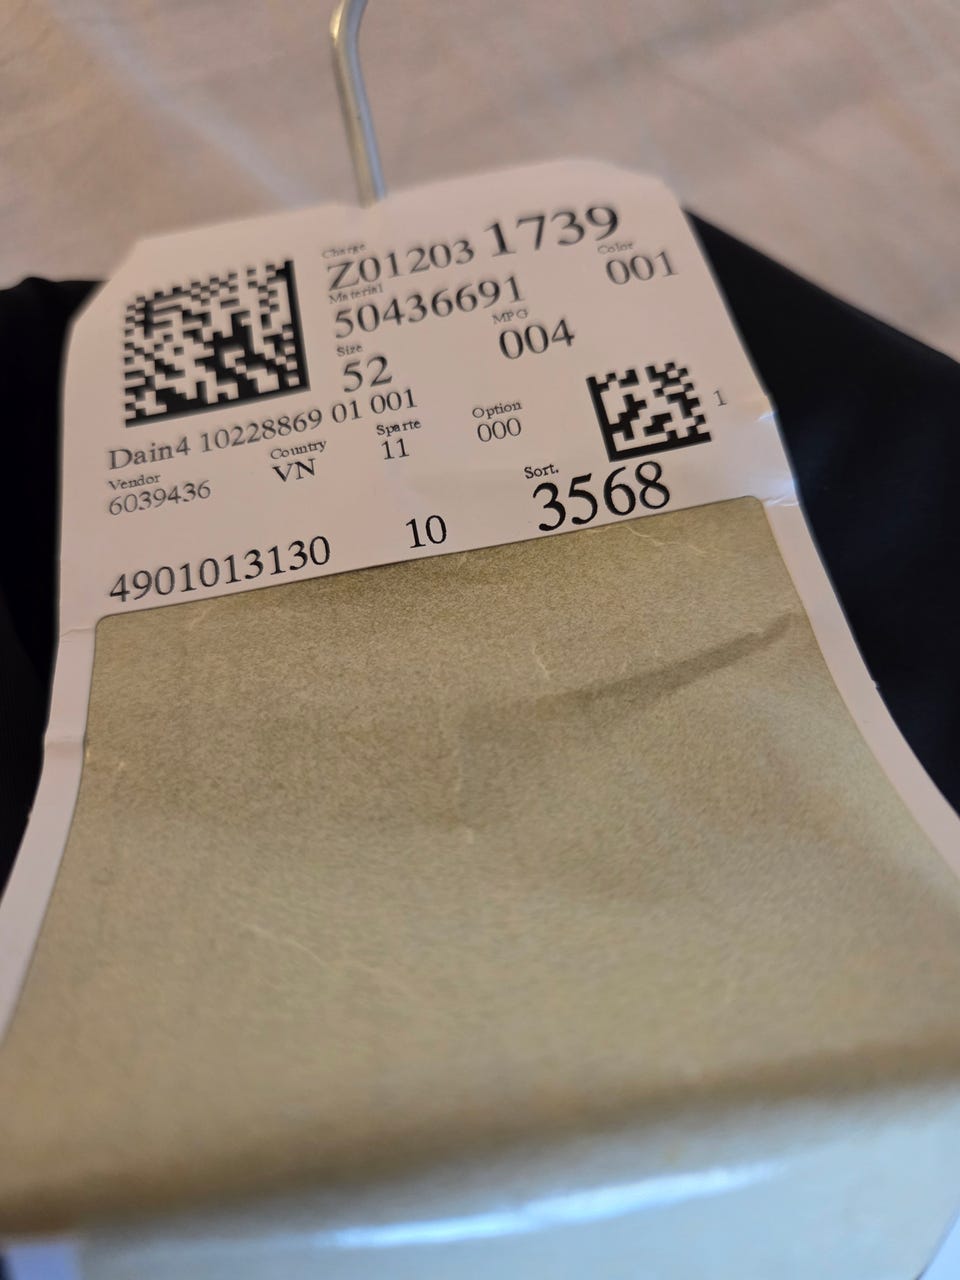 Charge
Z01203 1739
Material Color
50436691 001
Size MPG
52 004
Dain4 10228869 01 001
Vendor Country Sparte Option
6039436 VN 11 000
1
Sort.
4901013130 10 3568